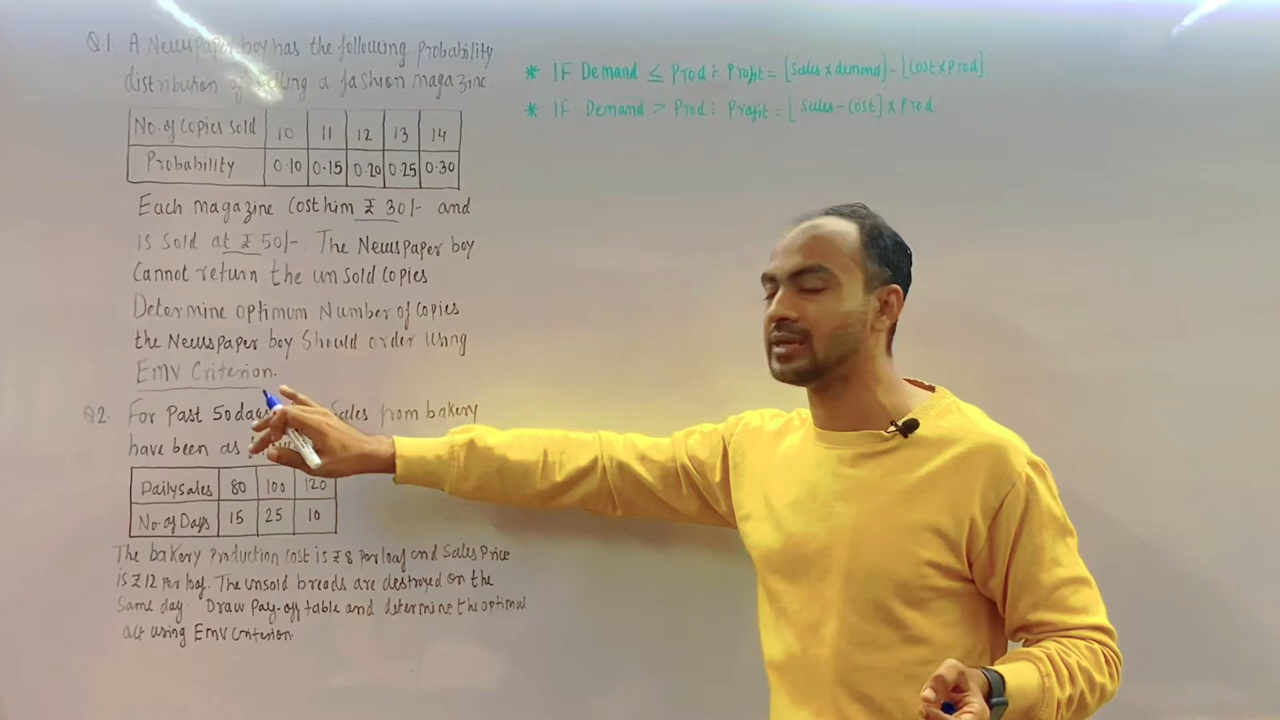 Q.1. A Newspaper boy has the following Probability
distribution of selling a fashion magazine.
No. of Copies Sold 10 11 12 13 14
Probability 0.10 0.15 0.20 0.25 0.30
Each magazine Cost him ₹ 30/- and
is Sold at ₹ 50/-. The Newspaper boy
Cannot return the unsold Copies
Determine optimum Number of Copies
the Newspaper boy Should order using
EMV Criterion.
Q2. For Past 50 days Sales from bakery
have been as
Daily sales 80 100 120
No. of Days 15 25 10
The bakery Production Cost is ₹ 8 Per loaf and Sales Price
is ₹ 12 Per loaf. The unsold breads are destroyed on the
Same day. Draw Pay-off table and determine the optimal
act using EMV Criterion.
* IF Demand ≤ Prod : Profit = [Sales × demand] - [Cost × Prod]
* IF Demand > Prod : Profit = [Sales - Cost] × Prod